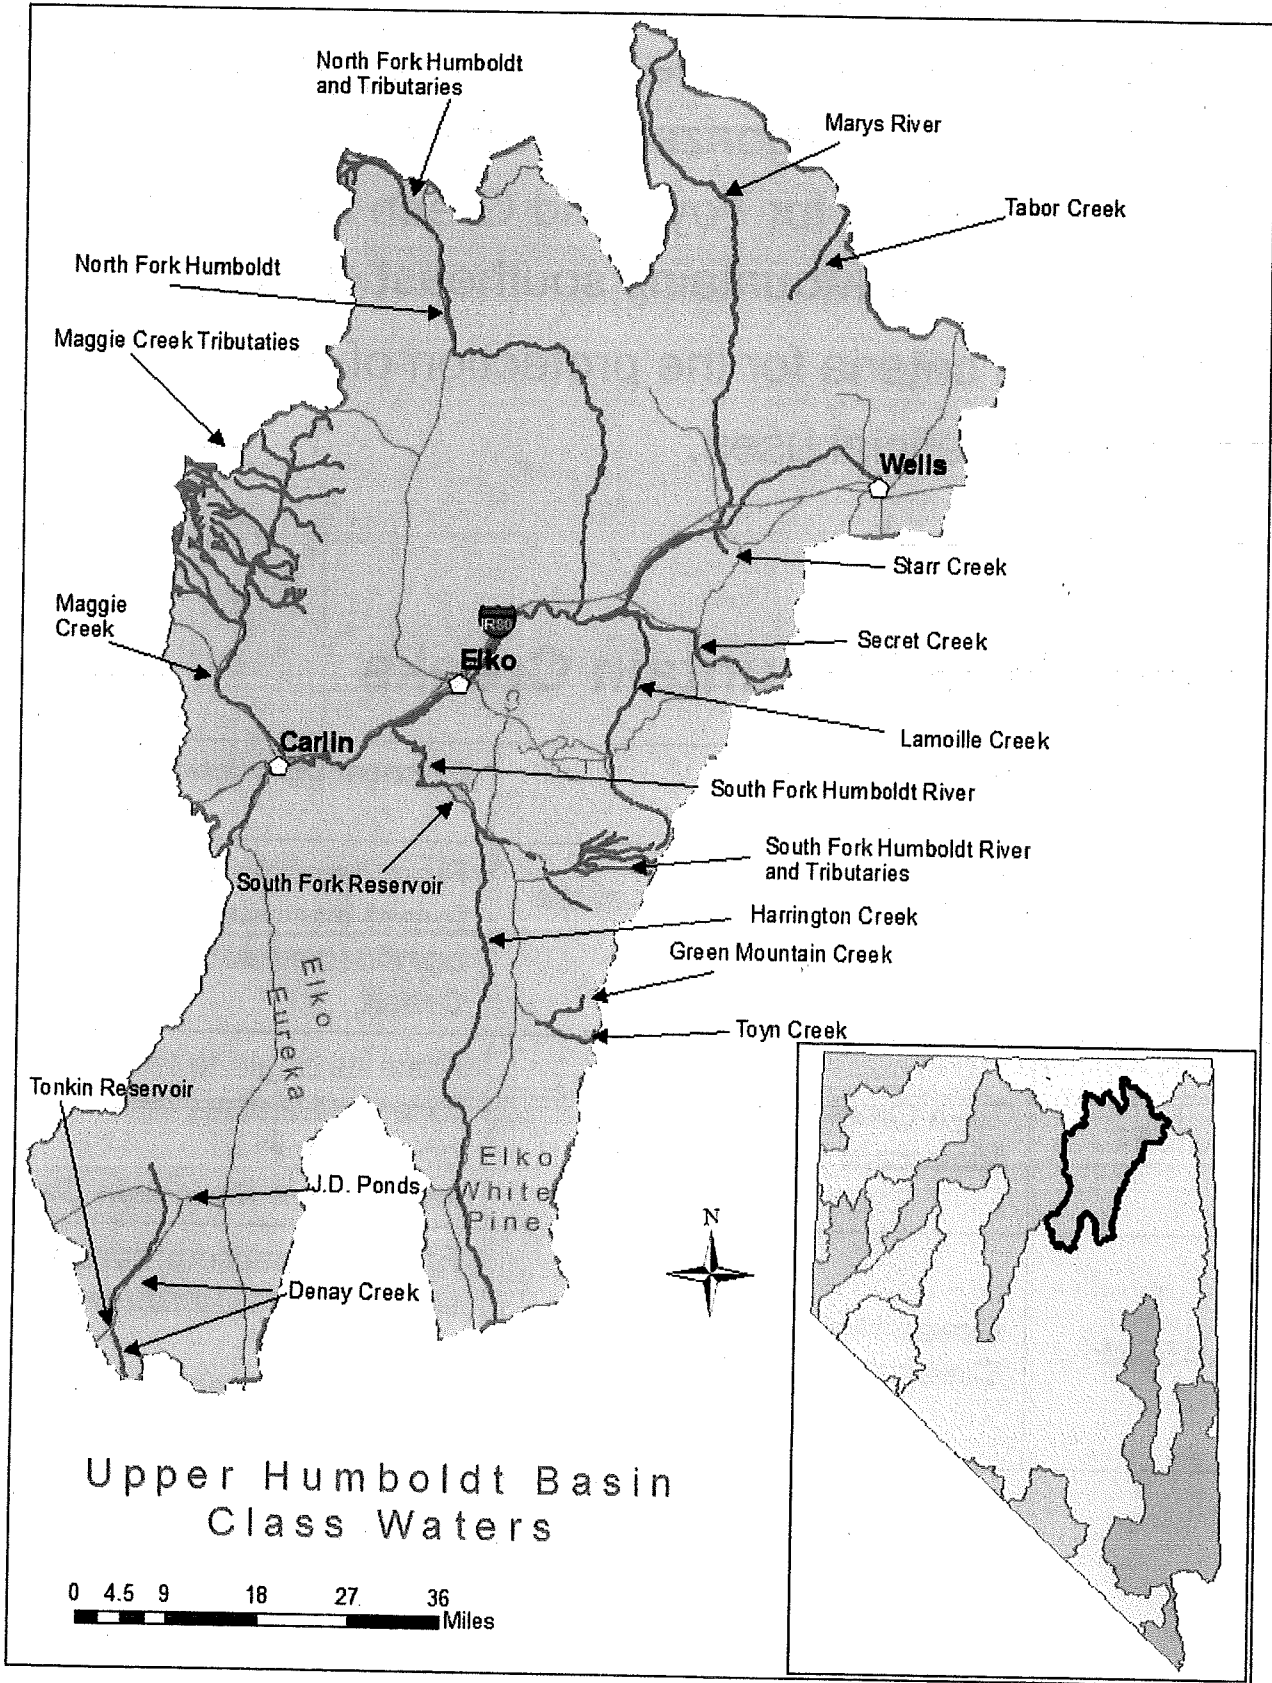 North Fork Humboldt
and Tributaries
Marys River
Tabor Creek
North Fork Humboldt
Maggie Creek Tributaties
Wells
Starr Creek
Maggie
Creek
IR80
Secret Creek
Elko
Carlin
Lamoille Creek
South Fork Humboldt River
South Fork Humboldt River
and Tributaries
South Fork Reservoir
Harrington Creek
Green Mountain Creek
Elko
Eureka
Toyn Creek
Tonkin Reservoir
Elko
White
Pine
J.D. Ponds
N
Denay Creek
Upper Humboldt Basin
Class Waters
0 4.5 9 18 27 36
Miles